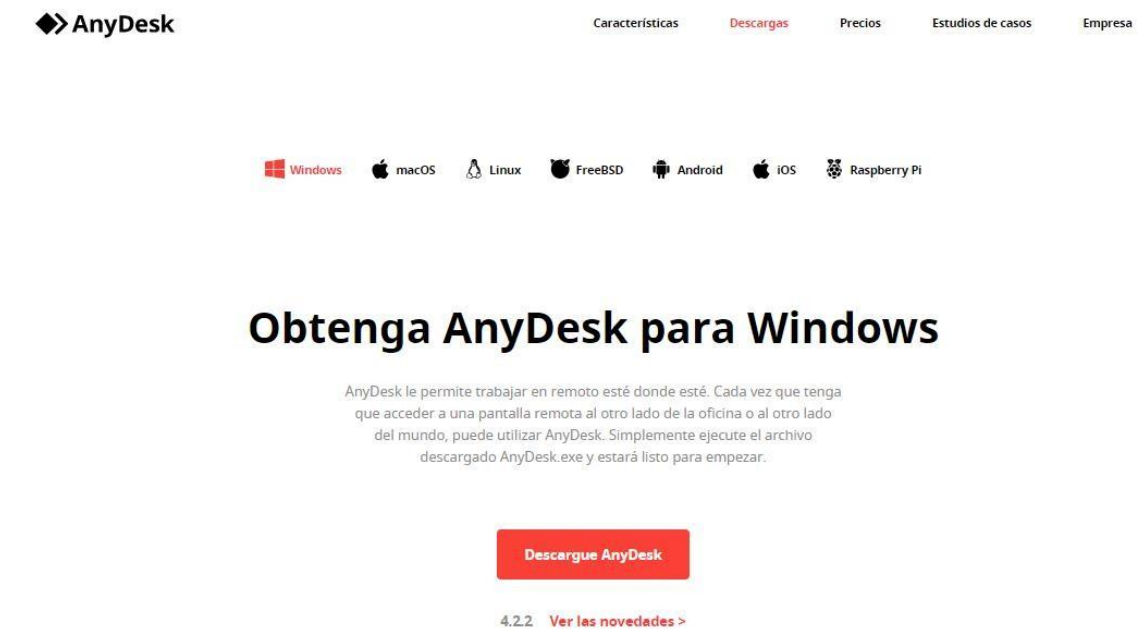 AnyDesk
Características Descargas Precios Estudios de casos Empresa
Windows macOS Linux FreeBSD Android iOS Raspberry Pi
Obtenga AnyDesk para Windows
AnyDesk le permite trabajar en remoto esté donde esté. Cada vez que tenga
que acceder a una pantalla remota al otro lado de la oficina o al otro lado
del mundo, puede utilizar AnyDesk. Simplemente ejecute el archivo
descargado AnyDesk.exe y estará listo para empezar.
Descargue AnyDesk
4.2.2 Ver las novedades >